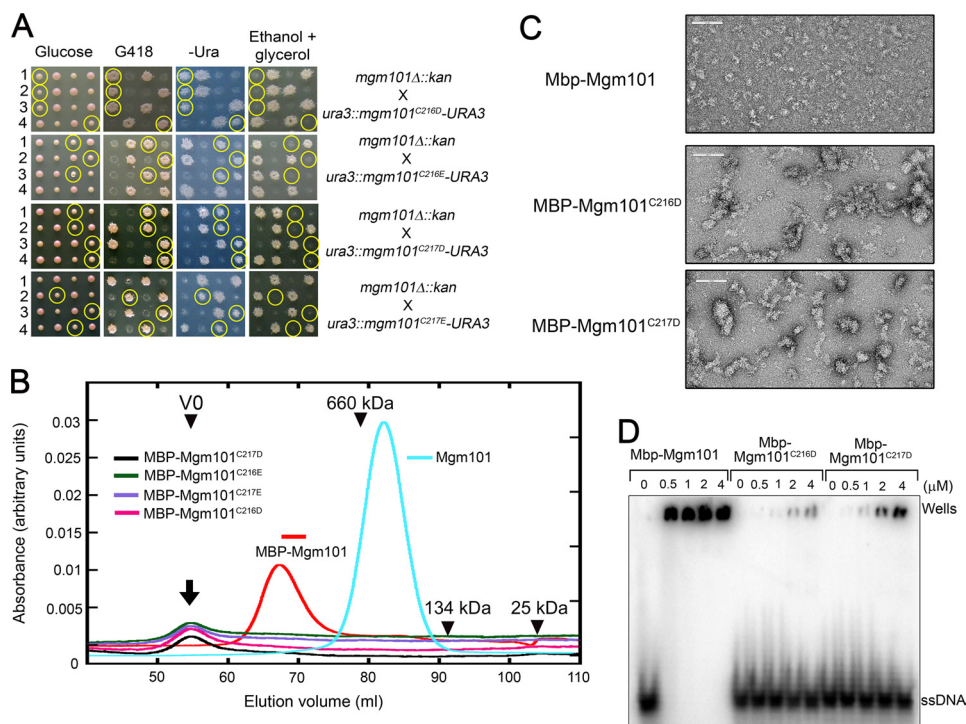 A
Glucose G418 -Ura Ethanol + glycerol
1
2
3
4
mgm101Δ::kan
X
ura3::mgm101C216D-URA3
1
2
3
4
mgm101Δ::kan
X
ura3::mgm101C216E-URA3
1
2
3
4
mgm101Δ::kan
X
ura3::mgm101C217D-URA3
1
2
3
4
mgm101Δ::kan
X
ura3::mgm101C217E-URA3
B
Absorbance (arbitrary units)
0.03
0.025
0.02
0.015
0.01
0.005
0
V0
660 kDa
MBP-Mgm101C217D
MBP-Mgm101C216E
MBP-Mgm101C217E
MBP-Mgm101C216D
Mgm101
MBP-Mgm101
134 kDa
25 kDa
50 60 70 80 90 100 110
Elution volume (ml)
C
Mbp-Mgm101
MBP-Mgm101C216D
MBP-Mgm101C217D
D
Mbp-Mgm101
Mbp-
Mgm101C216D
Mbp-
Mgm101C217D
0 0.5 1 2 4 0 0.5 1 2 4 0 0.5 1 2 4 (μM)
Wells
ssDNA